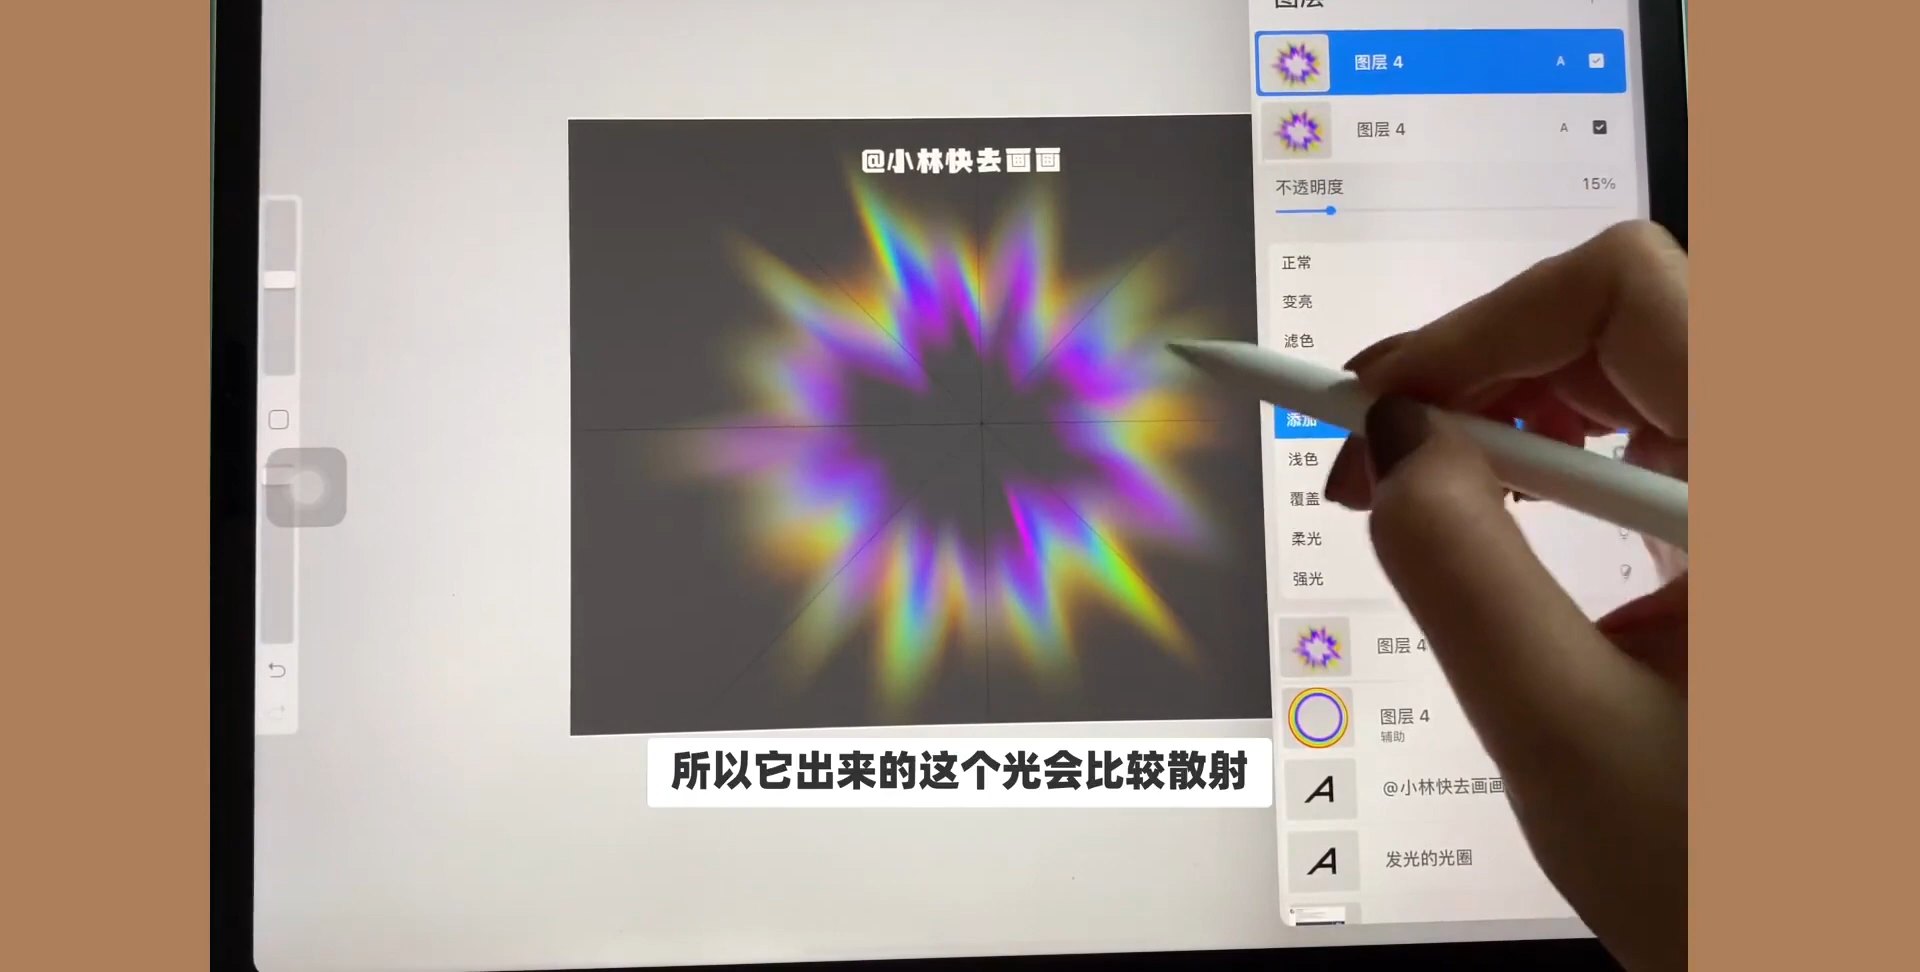 图层
图层 4
A
图层 4
A
不透明度
15%
正常
变亮
滤色
添加
浅色
覆盖
柔光
强光
图层 4
图层 4
辅助
@小林快去画画
发光的光圈
@小林快去画画
所以它出来的这个光会比较散射